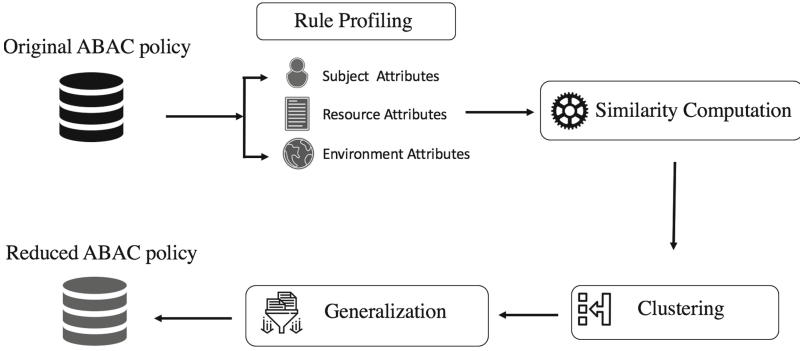 Rule Profiling
Original ABAC policy
Subject Attributes
Resource Attributes
Environment Attributes
Similarity Computation
Reduced ABAC policy
Generalization
Clustering